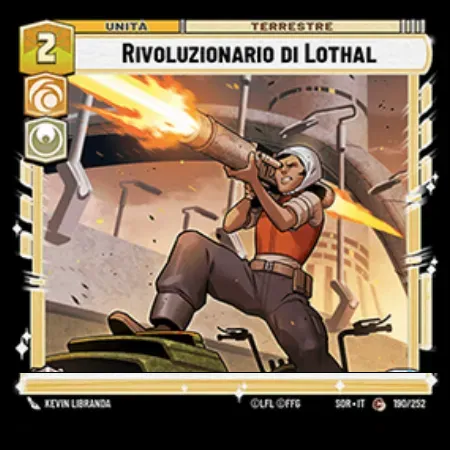 UNITÀ
TERRESTRE
2
RIVOLUZIONARIO DI LOTHAL
KEVIN LIBRANDA
©LFL ©FFG
SOR • IT
C
190/252